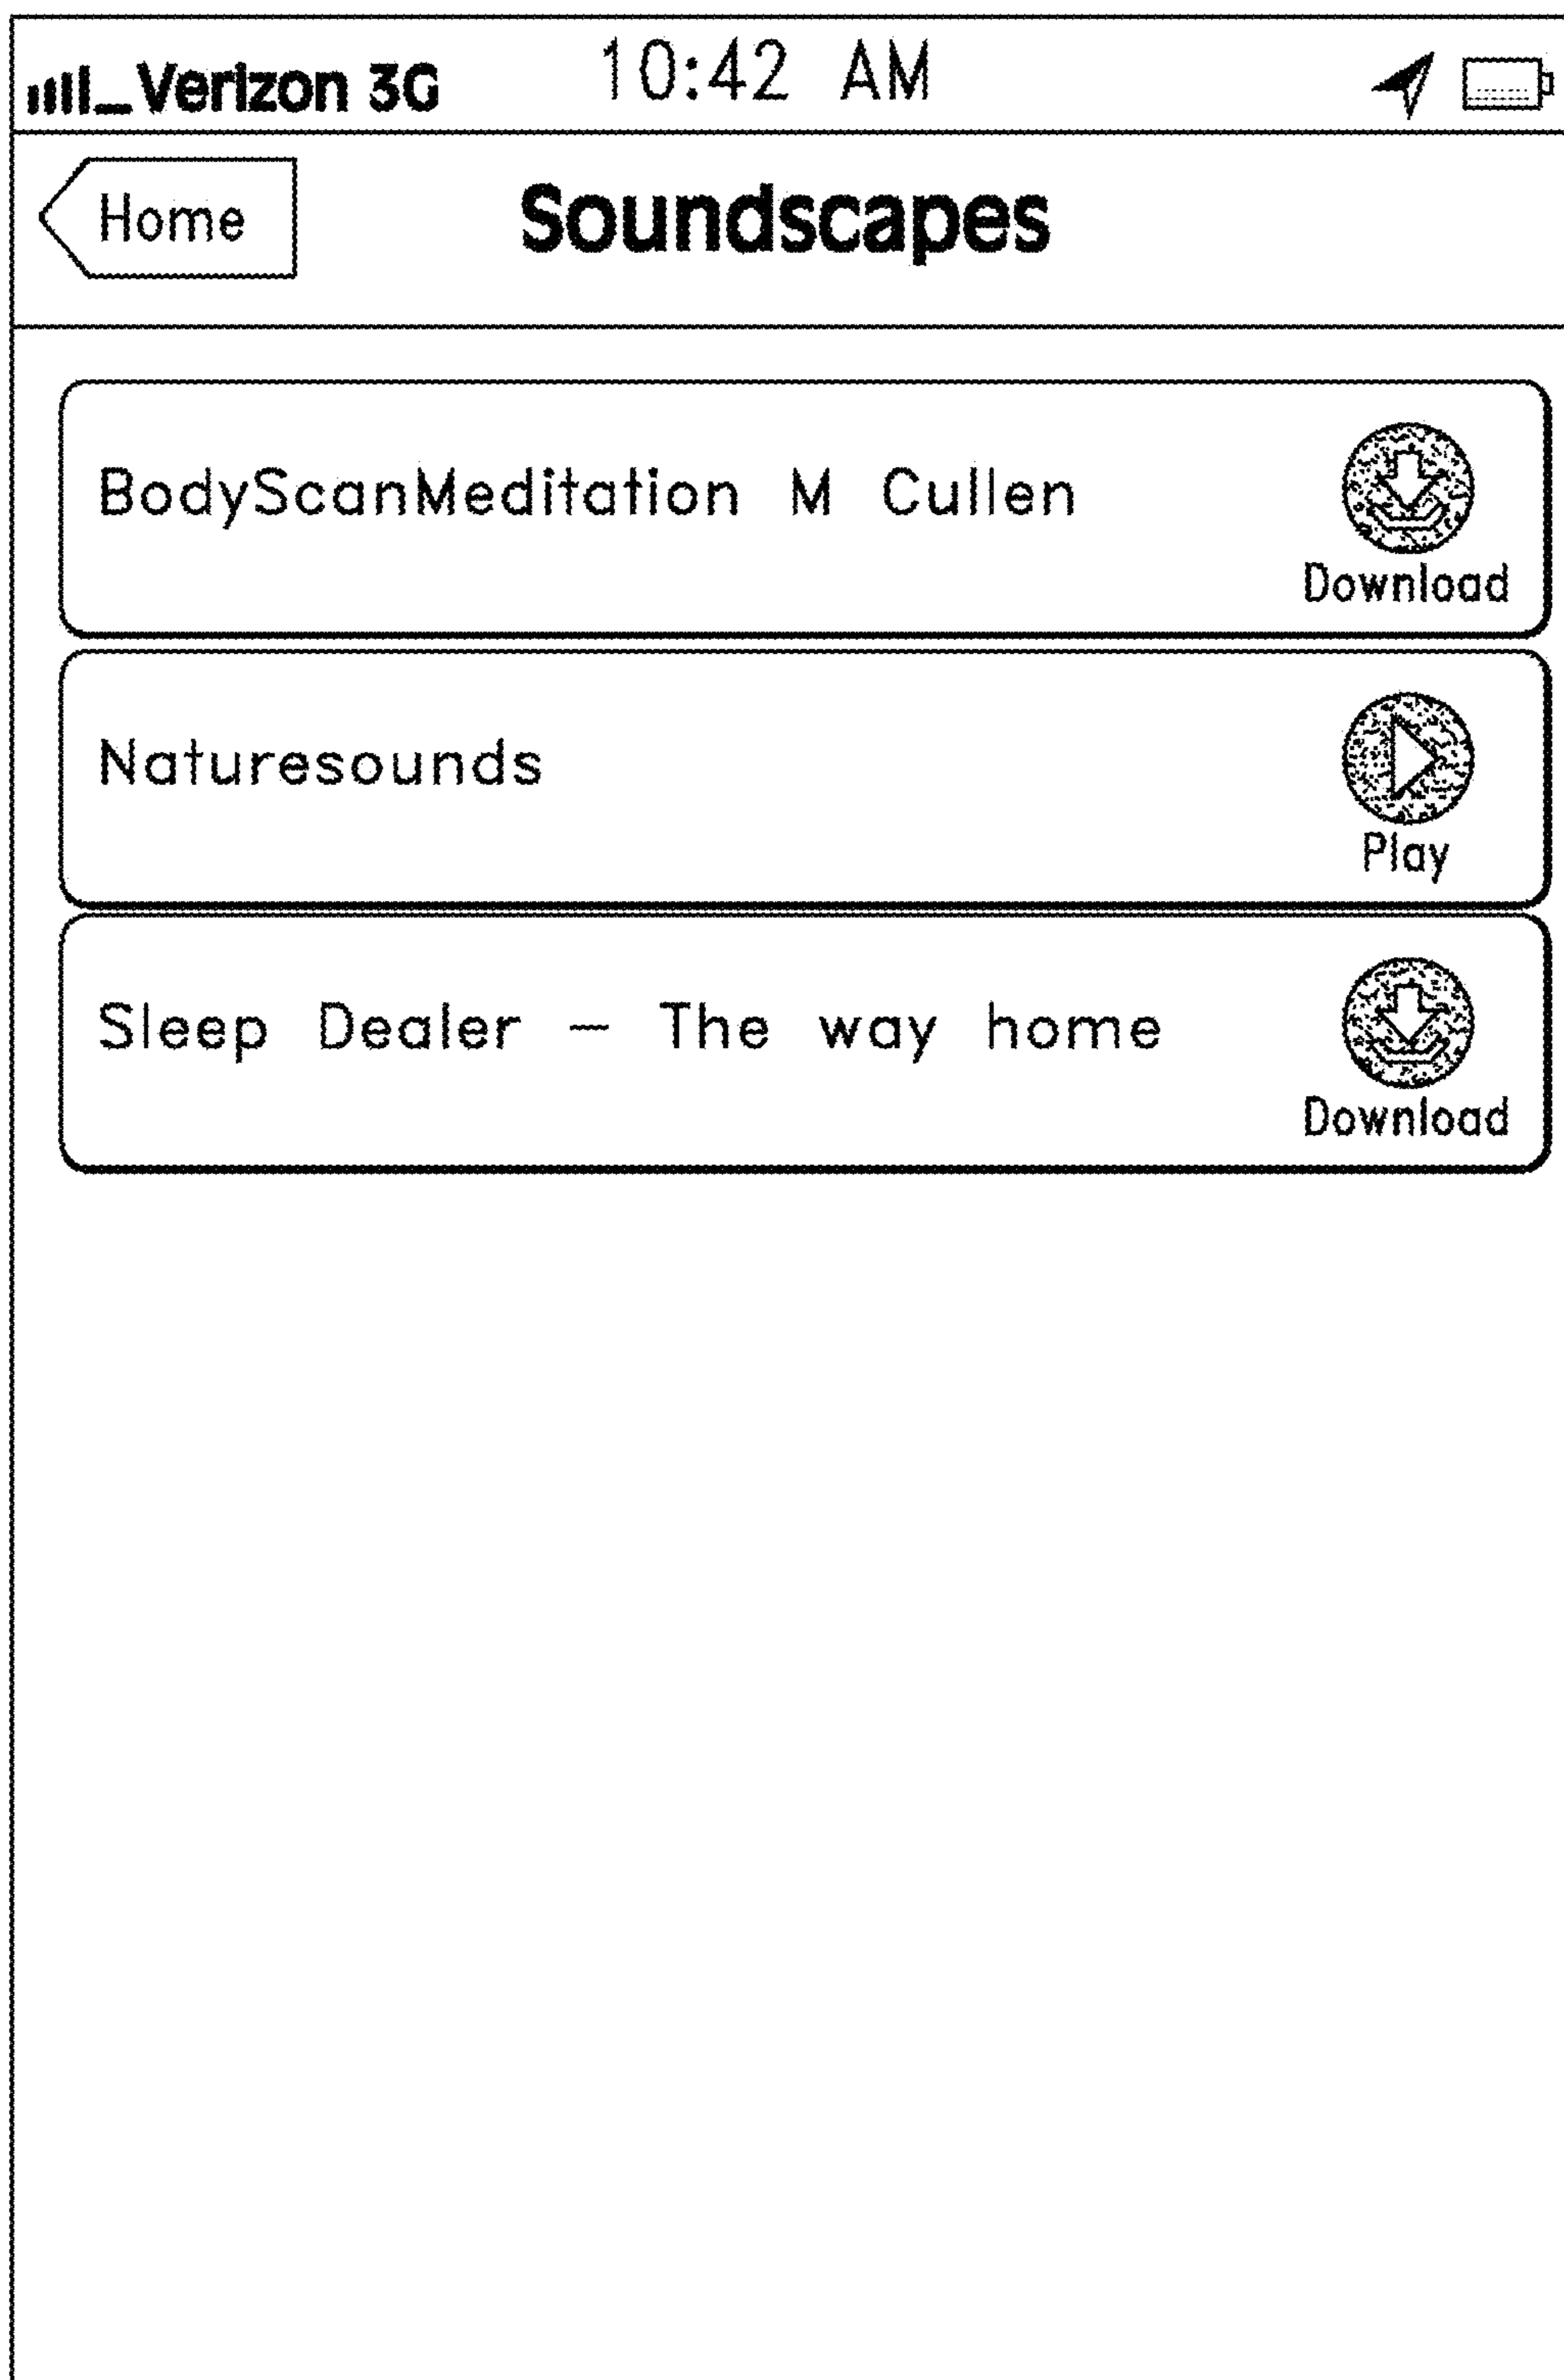 Verizon 3G 10:42 AM
Home Soundscapes
BodyScanMeditation M Cullen
Download
Naturesounds
Play
Sleep Dealer – The way home
Download